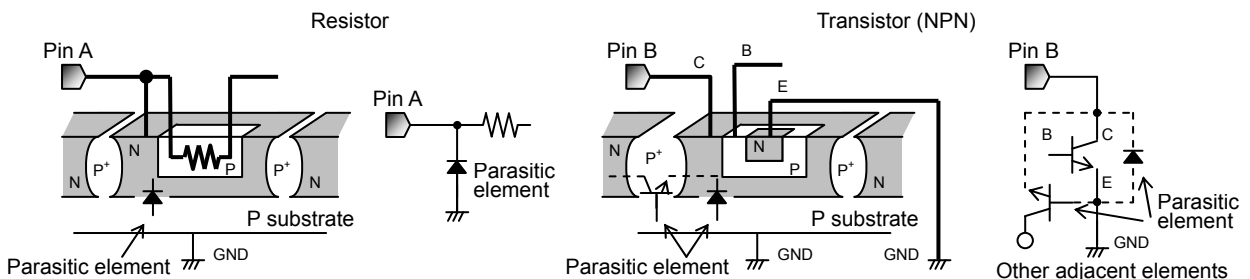 Resistor
Transistor (NPN)
Pin A
N
N
P+
P
P+
N
P substrate
Parasitic element
GND
Pin A
Parasitic
element
Pin B
C
B
E
N
P+
N
N
P
P+
N
P substrate
Parasitic element
GND
GND
Pin B
B
C
E
Parasitic
element
GND
Other adjacent elements